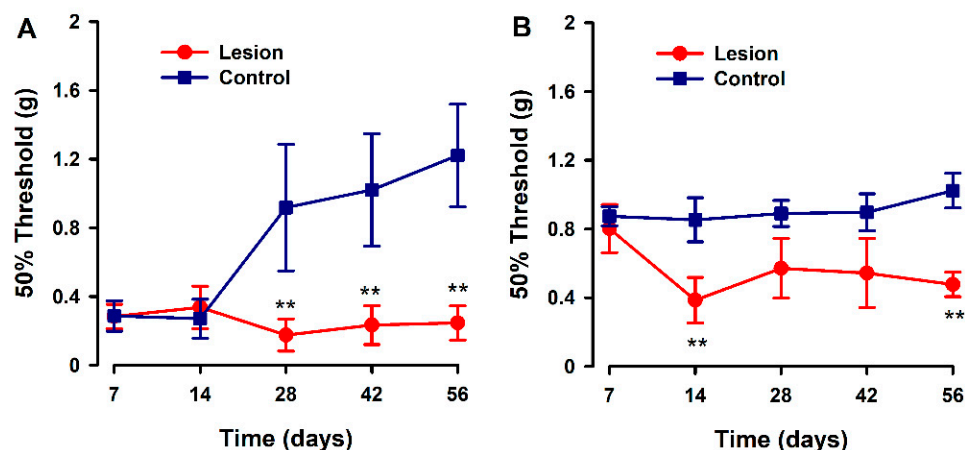 A
Lesion
Control
50% Threshold (g)
2
1.6
1.2
0.8
0.4
0
**
**
**
7 14 28 42 56
Time (days)
B
Lesion
Control
50% Threshold (g)
2
1.6
1.2
0.8
0.4
0
**
**
7 14 28 42 56
Time (days)